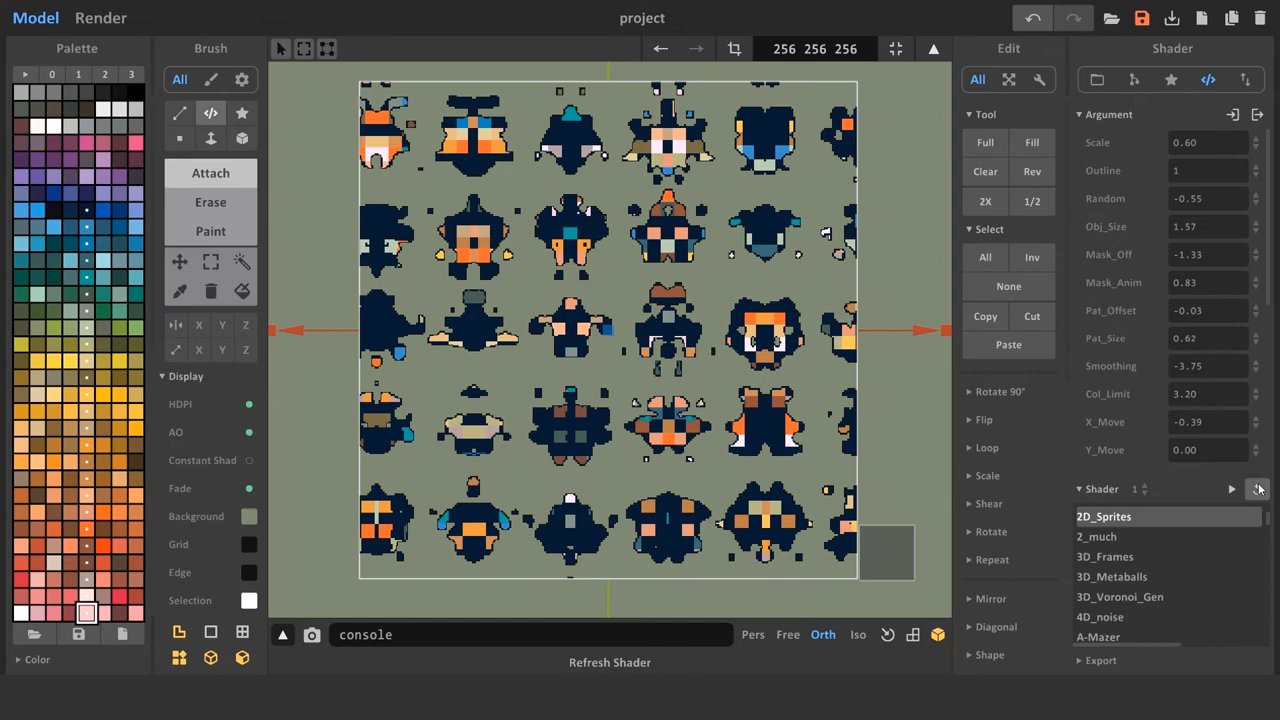 Model Render project
Palette Brush Edit Shader
0 1 2 3
All
256 256 256
All
Tool
Full Fill
Clear Rev
2X 1/2
Select
All Inv
None
Copy Cut
Paste
Rotate 90°
Flip
Loop
Scale
Shear
Rotate
Repeat
Mirror
Diagonal
Shape
Attach
Erase
Paint
X Y Z
X Y Z
Display
HDPI
AO
Constant Shad
Fade
Background
Grid
Edge
Selection
Color
Argument
Scale 0.60
Outline 1
Random -0.55
Obj_Size 1.57
Mask_Off -1.33
Mask_Anim 0.83
Pat_Offset -0.03
Pat_Size 0.62
Smoothing -3.75
Col_Limit 3.20
X_Move -0.39
Y_Move 0.00
Shader 1
2D_Sprites
2_much
3D_Frames
3D_Metaballs
3D_Voronoi_Gen
4D_noise
A-Mazer
Export
console
Pers Free Orth Iso
Refresh Shader